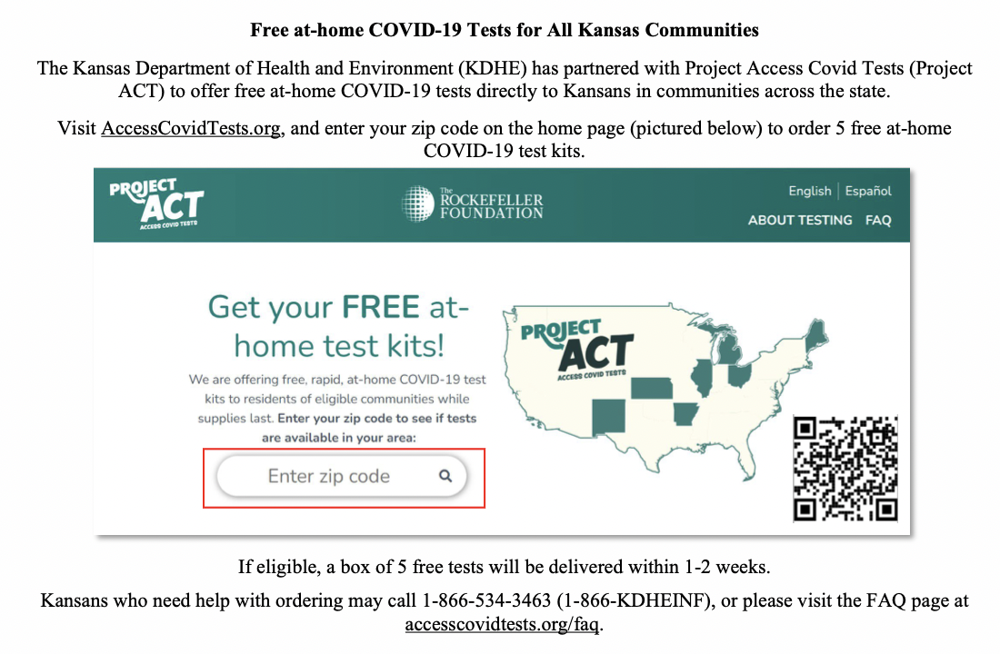 Free at-home COVID-19 Tests for All Kansas Communities
The Kansas Department of Health and Environment (KDHE) has partnered with Project Access Covid Tests (Project
ACT) to offer free at-home COVID-19 tests directly to Kansans in communities across the state.
Visit AccessCovidTests.org, and enter your zip code on the home page (pictured below) to order 5 free at-home
COVID-19 test kits.
PROJECT
ACT
ACCESS COVID TESTS
The
ROCKEFELLER
FOUNDATION
English | Español
ABOUT TESTING FAQ
Get your FREE at-
home test kits!
We are offering free, rapid, at-home COVID-19 test
kits to residents of eligible communities while
supplies last. Enter your zip code to see if tests
are available in your area:
Enter zip code
PROJECT
ACT
ACCESS COVID TESTS
If eligible, a box of 5 free tests will be delivered within 1-2 weeks.
Kansans who need help with ordering may call 1-866-534-3463 (1-866-KDHEINF), or please visit the FAQ page at
accesscovidtests.org/faq.